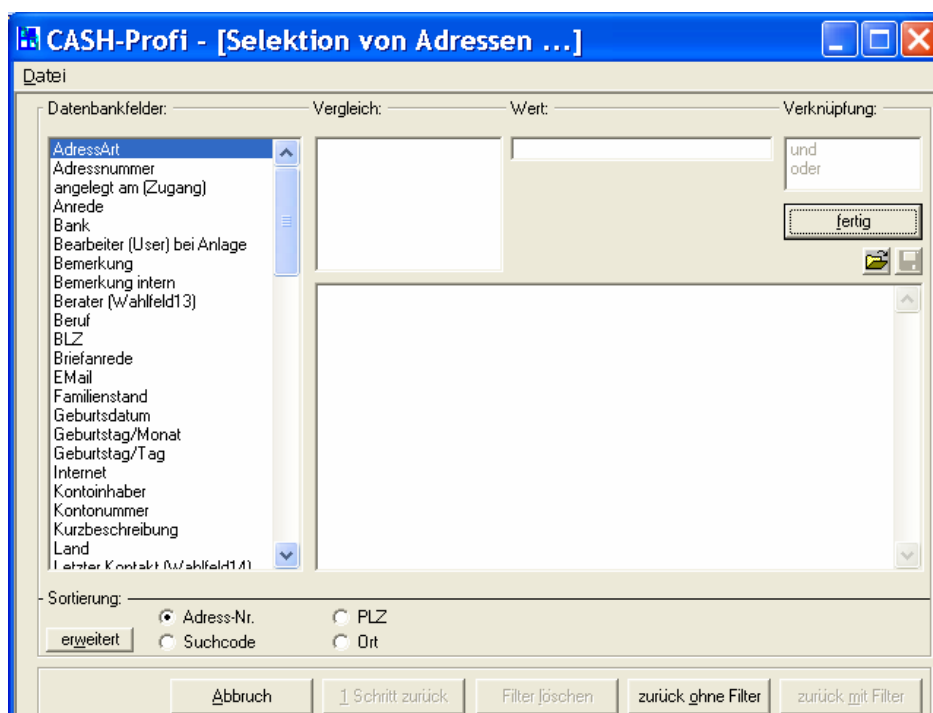 CASH-Profi - [Selektion von Adressen ...]
Datei
Datenbankfelder: Vergleich: Wert: Verknüpfung:
AdressArt
Adressnummer
angelegt am (Zugang)
Anrede
Bank
Bearbeiter (User) bei Anlage
Bemerkung
Bemerkung intern
Berater (Wahlfeld13)
Beruf
BLZ
Briefanrede
EMail
Familienstand
Geburtsdatum
Geburtstag/Monat
Geburtstag/Tag
Internet
Kontoinhaber
Kontonummer
Kurzbeschreibung
Land
Letzter Kontakt (Wahlfeld14)
und
oder
fertig
Sortierung:
Adress-Nr. PLZ
erweitert Suchcode Ort
Abbruch 1 Schritt zurück Filter löschen zurück ohne Filter zurück mit Filter